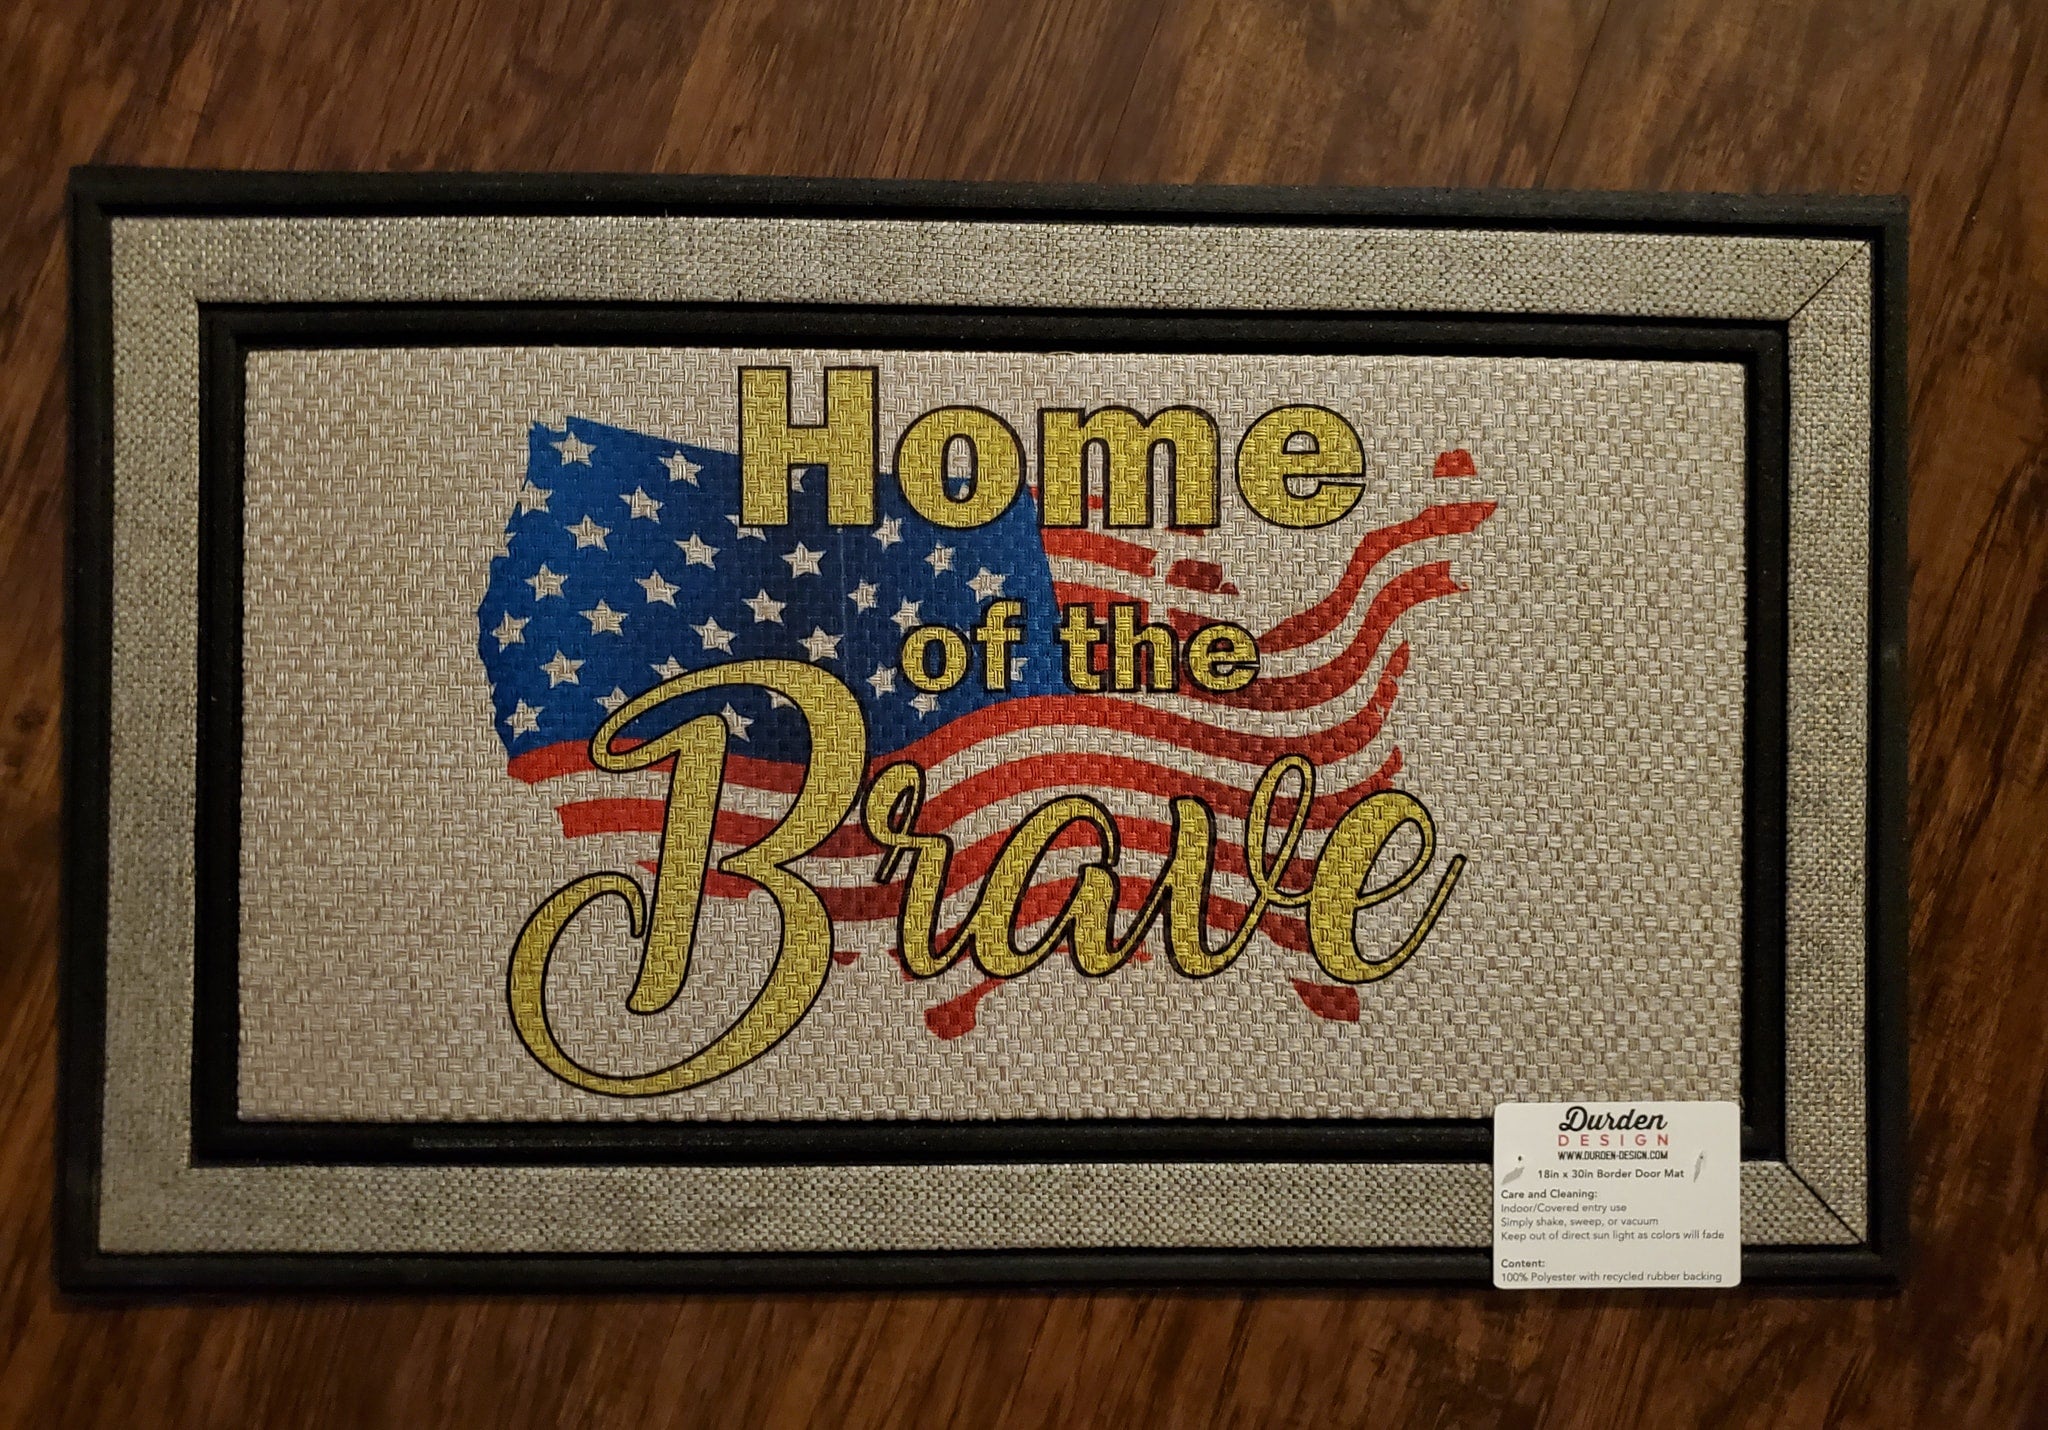 Home
of the
Brave
Durden
DESIGN
WWW.DURDEN-DESIGN.COM
18in x 30in Border Door Mat
Care and Cleaning:
Indoor/Covered entry use
Simply shake, sweep, or vacuum
Keep out of direct sun light as colors will fade
Content:
100% Polyester with recycled rubber backing